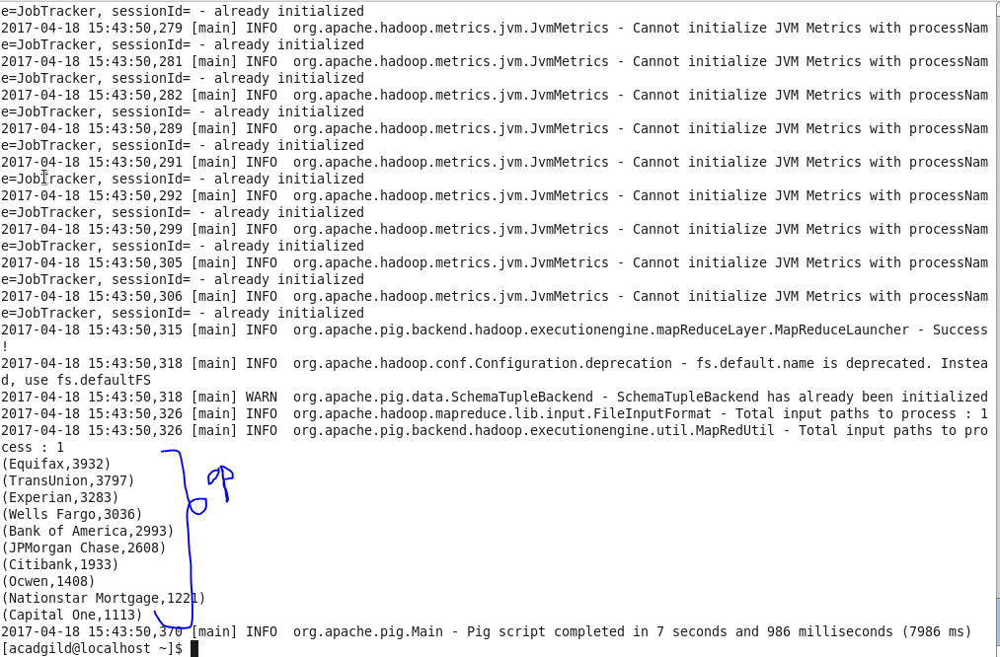 e=JobTracker, sessionId= - already initialized
2017-04-18 15:43:50,279 [main] INFO  org.apache.hadoop.metrics.jvm.JvmMetrics - Cannot initialize JVM Metrics with processNam
e=JobTracker, sessionId= - already initialized
2017-04-18 15:43:50,281 [main] INFO  org.apache.hadoop.metrics.jvm.JvmMetrics - Cannot initialize JVM Metrics with processNam
e=JobTracker, sessionId= - already initialized
2017-04-18 15:43:50,282 [main] INFO  org.apache.hadoop.metrics.jvm.JvmMetrics - Cannot initialize JVM Metrics with processNam
e=JobTracker, sessionId= - already initialized
2017-04-18 15:43:50,289 [main] INFO  org.apache.hadoop.metrics.jvm.JvmMetrics - Cannot initialize JVM Metrics with processNam
e=JobTracker, sessionId= - already initialized
2017-04-18 15:43:50,291 [main] INFO  org.apache.hadoop.metrics.jvm.JvmMetrics - Cannot initialize JVM Metrics with processNam
e=JobTracker, sessionId= - already initialized
2017-04-18 15:43:50,292 [main] INFO  org.apache.hadoop.metrics.jvm.JvmMetrics - Cannot initialize JVM Metrics with processNam
e=JobTracker, sessionId= - already initialized
2017-04-18 15:43:50,299 [main] INFO  org.apache.hadoop.metrics.jvm.JvmMetrics - Cannot initialize JVM Metrics with processNam
e=JobTracker, sessionId= - already initialized
2017-04-18 15:43:50,305 [main] INFO  org.apache.hadoop.metrics.jvm.JvmMetrics - Cannot initialize JVM Metrics with processNam
e=JobTracker, sessionId= - already initialized
2017-04-18 15:43:50,306 [main] INFO  org.apache.hadoop.metrics.jvm.JvmMetrics - Cannot initialize JVM Metrics with processNam
e=JobTracker, sessionId= - already initialized
2017-04-18 15:43:50,315 [main] INFO  org.apache.pig.backend.hadoop.executionengine.mapReduceLayer.MapReduceLauncher - Success
!
2017-04-18 15:43:50,318 [main] INFO  org.apache.hadoop.conf.Configuration.deprecation - fs.default.name is deprecated. Instea
d, use fs.defaultFS
2017-04-18 15:43:50,318 [main] WARN  org.apache.pig.data.SchemaTupleBackend - SchemaTupleBackend has already been initialized
2017-04-18 15:43:50,326 [main] INFO  org.apache.hadoop.mapreduce.lib.input.FileInputFormat - Total input paths to process : 1
2017-04-18 15:43:50,326 [main] INFO  org.apache.pig.backend.hadoop.executionengine.util.MapRedUtil - Total input paths to pro
cess : 1
(Equifax,3932)
(TransUnion,3797)
(Experian,3283)
(Wells Fargo,3036)
(Bank of America,2993)
(JPMorgan Chase,2608)
(Citibank,1933)
(Ocwen,1408)
(Nationstar Mortgage,1221)
(Capital One,1113)
2017-04-18 15:43:50,370 [main] INFO  org.apache.pig.Main - Pig script completed in 7 seconds and 986 milliseconds (7986 ms)
[acadgild@localhost ~]$